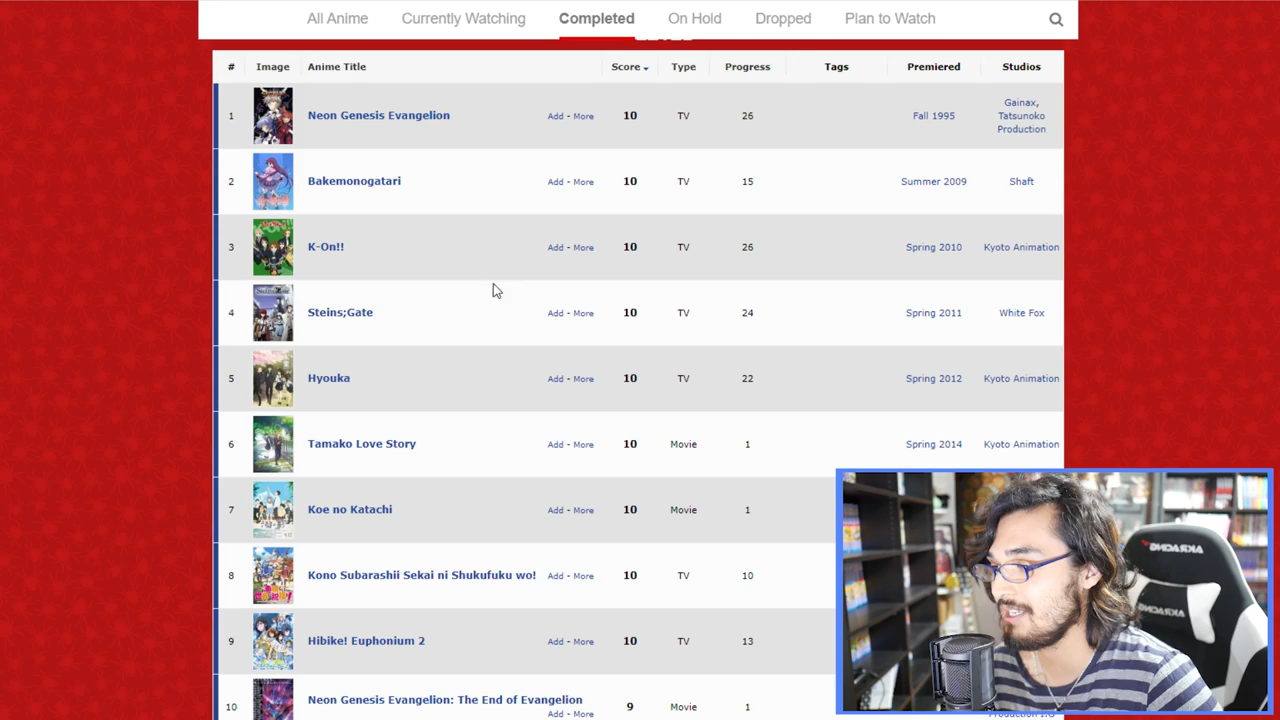 All Anime Currently Watching Completed On Hold Dropped Plan to Watch
# Image Anime Title Score Type Progress Tags Premiered Studios
1 Neon Genesis Evangelion Add - More 10 TV 26 Fall 1995 Gainax,
Tatsunoko
Production
2 Bakemonogatari Add - More 10 TV 15 Summer 2009 Shaft
3 K-On!! Add - More 10 TV 26 Spring 2010 Kyoto Animation
4 Steins;Gate Add - More 10 TV 24 Spring 2011 White Fox
5 Hyouka Add - More 10 TV 22 Spring 2012 Kyoto Animation
6 Tamako Love Story Add - More 10 Movie 1 Spring 2014 Kyoto Animation
7 Koe no Katachi Add - More 10 Movie 1
8 Kono Subarashii Sekai ni Shukufuku wo! Add - More 10 TV 10
9 Hibike! Euphonium 2 Add - More 10 TV 13
10 Neon Genesis Evangelion: The End of Evangelion 9 Movie 1
Add - More
AKRACING
AKRACING